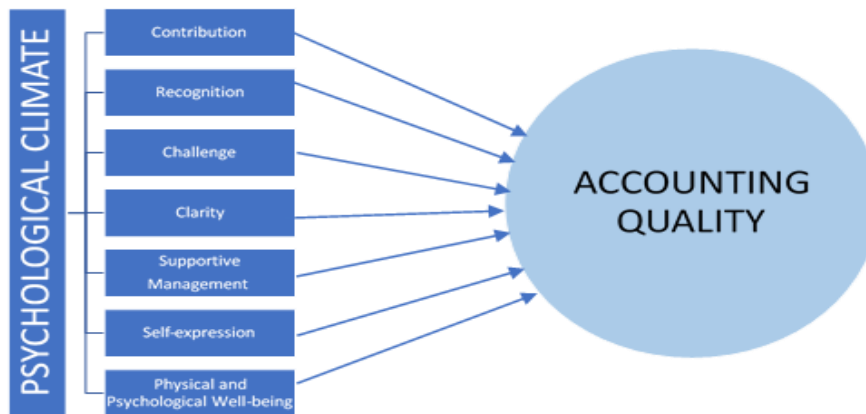 PSYCHOLOGICAL CLIMATE
Contribution
Recognition
Challenge
Clarity
Supportive
Management
Self-expression
Physical and
Psychological Well-being
ACCOUNTING
QUALITY